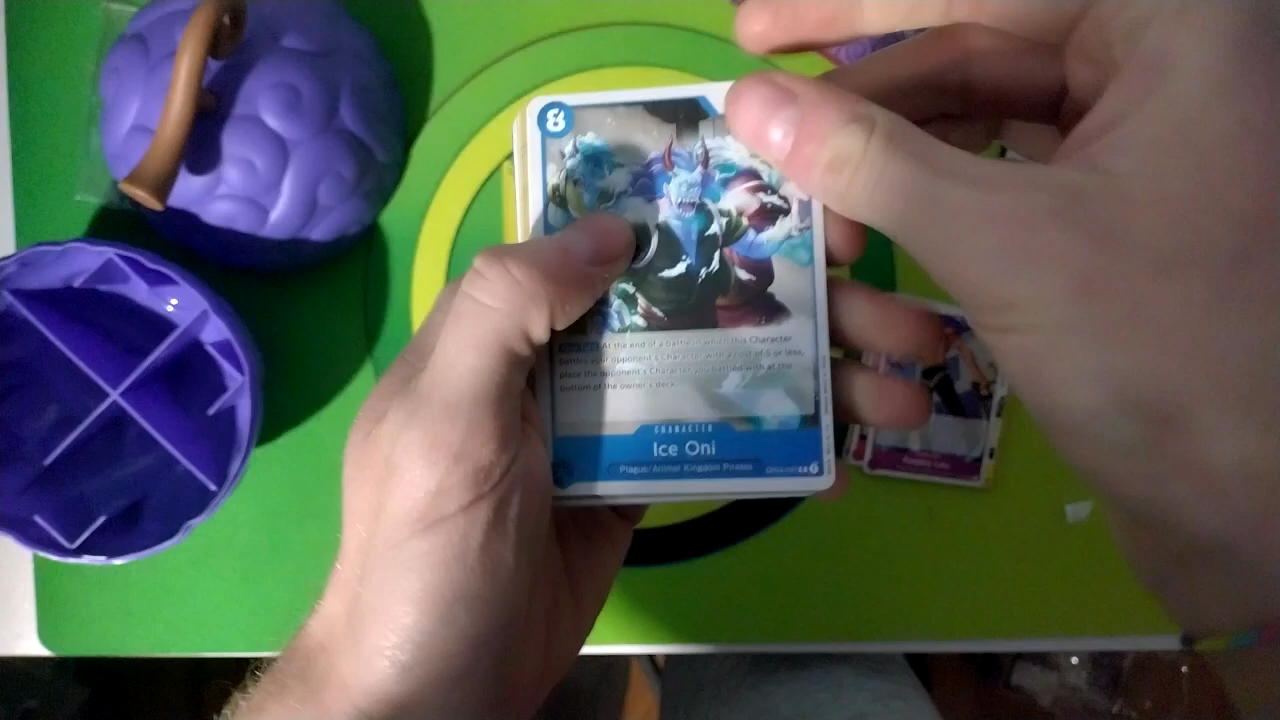 8
Your Turn At the end of a battle in which this Character
battles your opponent's Character with a cost of 5 or less,
place the opponent's Character you battled with at the
bottom of the owner's deck.
CHARACTER
Ice Oni
Plague/Animal Kingdom Pirates